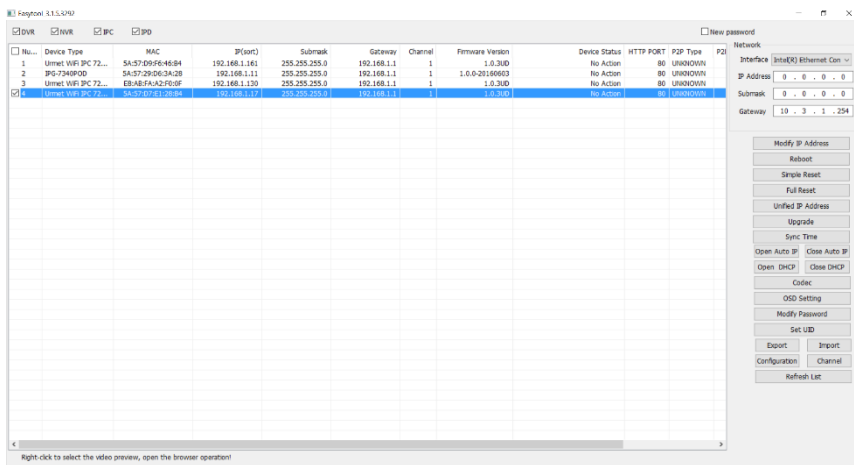 Easytool 3.1.5.3292
DVR NVR IPC IPD New password
Nu... Device Type MAC IP(sort) Submask Gateway Channel Firmware Version Device Status HTTP PORT P2P Type P2I
1 Urmet WiFi IPC 72... 5A:57:D9:F6:46:B4 192.168.1.161 255.255.255.0 192.168.1.1 1 1.0.3UD No Action 80 UNKNOWN
2 IPG-7340POD 5A:57:29:D6:3A:28 192.168.1.11 255.255.255.0 192.168.1.1 1 1.0.0-20160603 No Action 80 UNKNOWN
3 Urmet WiFi IPC 72... E8:AB:FA:A2:F0:0F 192.168.1.130 255.255.255.0 192.168.1.1 1 1.0.3UD No Action 80 UNKNOWN
4 Urmet WiFi IPC 72... 5A:57:D7:E1:28:B4 192.168.1.17 255.255.255.0 192.168.1.1 1 1.0.3UD No Action 80 UNKNOWN
Network
Interface Intel(R) Ethernet Con
IP Address 0 . 0 . 0 . 0
Submask 0 . 0 . 0 . 0
Gateway 10 . 3 . 1 . 254
Modify IP Address
Reboot
Simple Reset
Full Reset
Unified IP Address
Upgrade
Sync Time
Open Auto IP Close Auto IP
Open DHCP Close DHCP
Codec
OSD Setting
Modify Password
Set UID
Export Import
Configuration Channel
Refresh List
Right-click to select the video preview, open the browser operation!